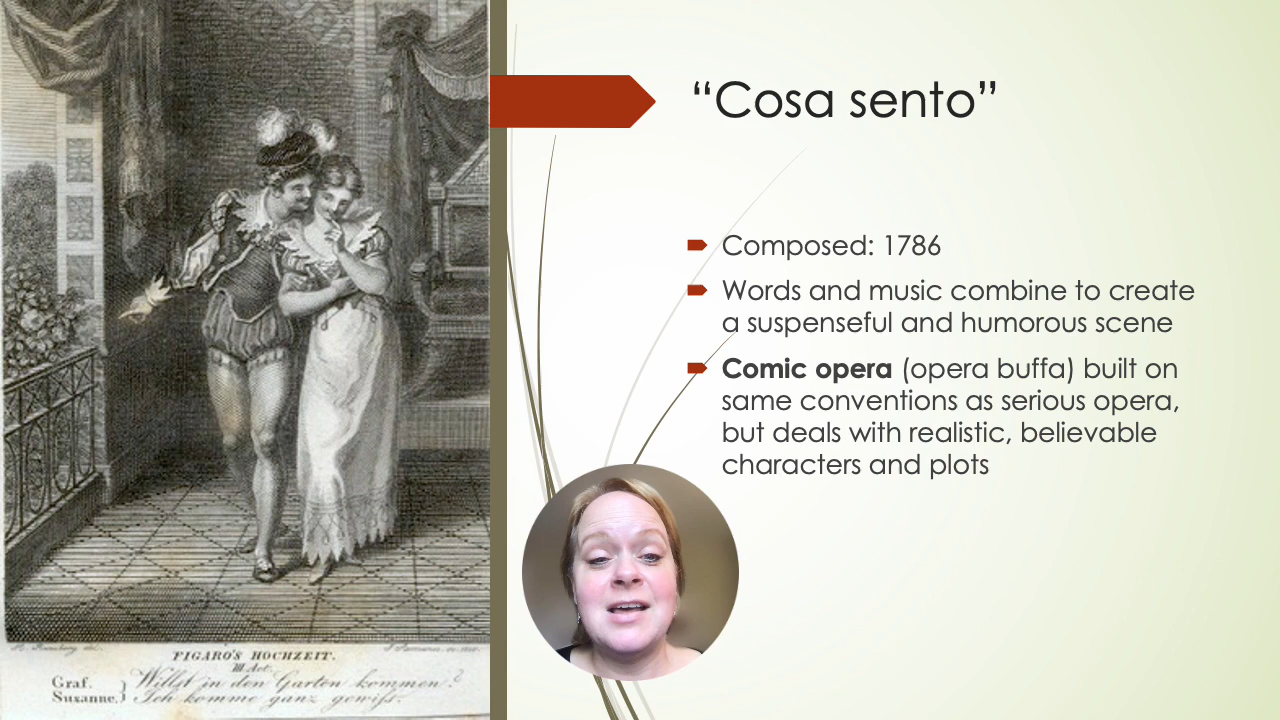 “Cosa sento”
Composed: 1786
Words and music combine to create
a suspenseful and humorous scene
Comic opera (opera buffa) built on
same conventions as serious opera,
but deals with realistic, believable
characters and plots
FIGARO'S HOCHZEIT.
III Act.
Graf. } Willst in den Garten kommen?
Susanne. } Ich komme ganz gewiß.